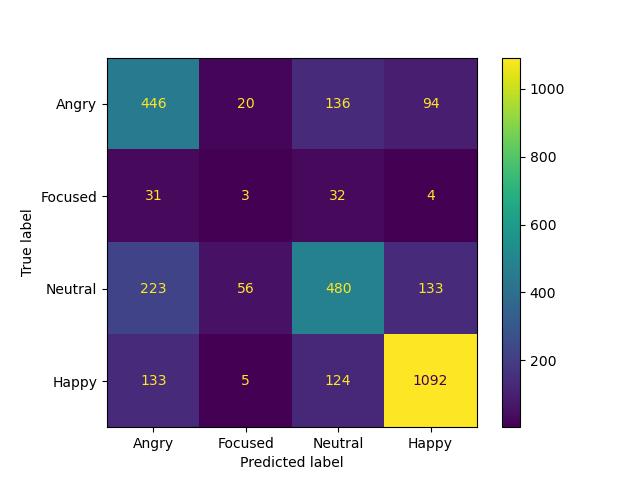 Angry 446 20 136 94
Focused 31 3 32 4
Neutral 223 56 480 133
Happy 133 5 124 1092
Angry Focused Neutral Happy
Predicted label
True label
1000
800
600
400
200